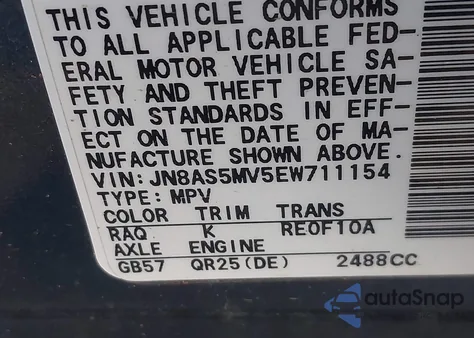 THIS VEHICLE CONFORMS
TO ALL APPLICABLE FED-
ERAL MOTOR VEHICLE SA-
FETY AND THEFT PREVEN-
TION STANDARDS IN EFF-
ECT ON THE DATE OF MA-
NUFACTURE SHOWN ABOVE.
VIN: JN8AS5MV5EW711154
TYPE: MPV
COLOR TRIM TRANS
RAQ K RE0F10A
AXLE ENGINE
GB57 QR25(DE) 2488CC
autoSnap